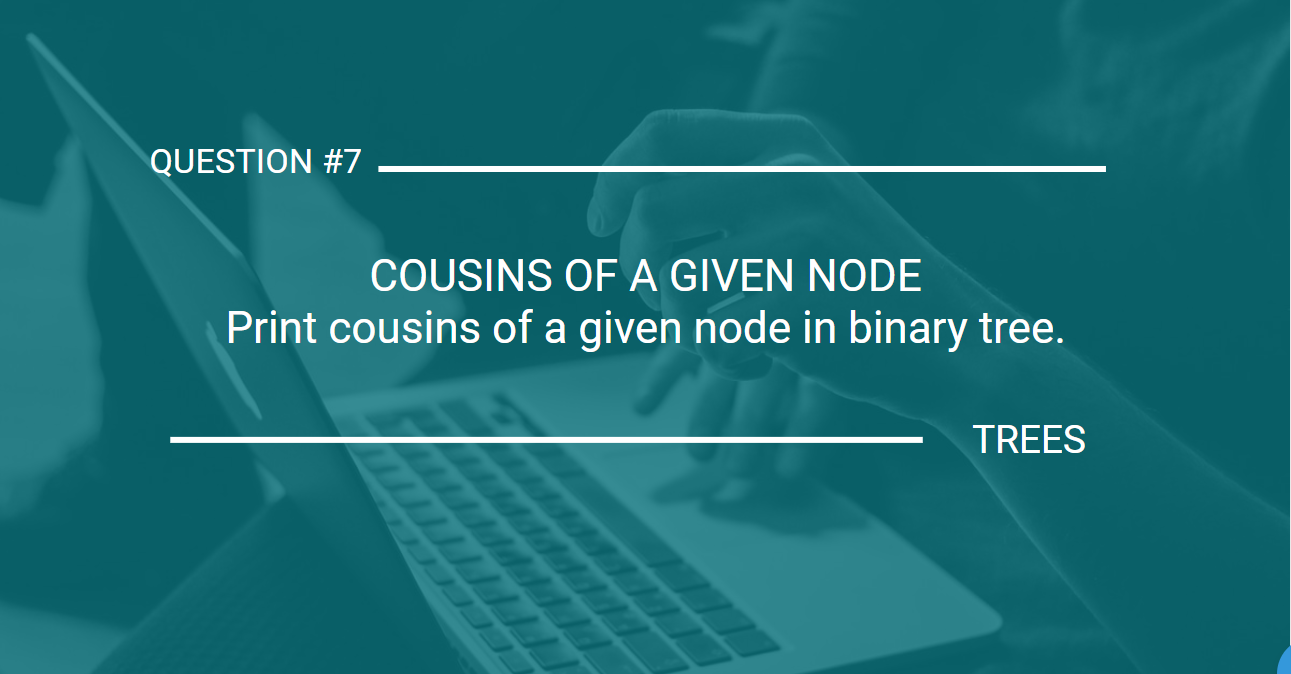 QUESTION #7
COUSINS OF A GIVEN NODE
Print cousins of a given node in binary tree.
TREES